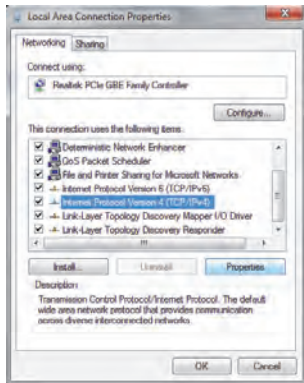 Local Area Connection Properties
Networking Sharing
Connect using:
Realtek PCIe GBE Family Controller
Configure...
This connection uses the following items:
Deterministic Network Enhancer
QoS Packet Scheduler
File and Printer Sharing for Microsoft Networks
Internet Protocol Version 6 (TCP/IPv6)
Internet Protocol Version 4 (TCP/IPv4)
Link-Layer Topology Discovery Mapper I/O Driver
Link-Layer Topology Discovery Responder
Install... Uninstall Properties
Description
Transmission Control Protocol/Internet Protocol. The default
wide area network protocol that provides communication
across diverse interconnected networks.
OK Cancel